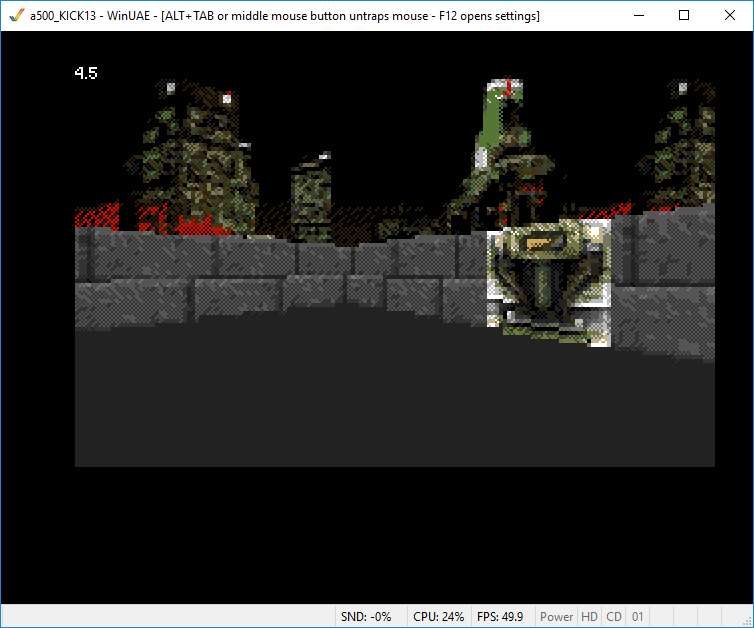 a500_KICK13 - WinUAE - [ALT+TAB or middle mouse button untraps mouse - F12 opens settings]
4.5
SND: -0% CPU: 24% FPS: 49.9 Power HD CD 01